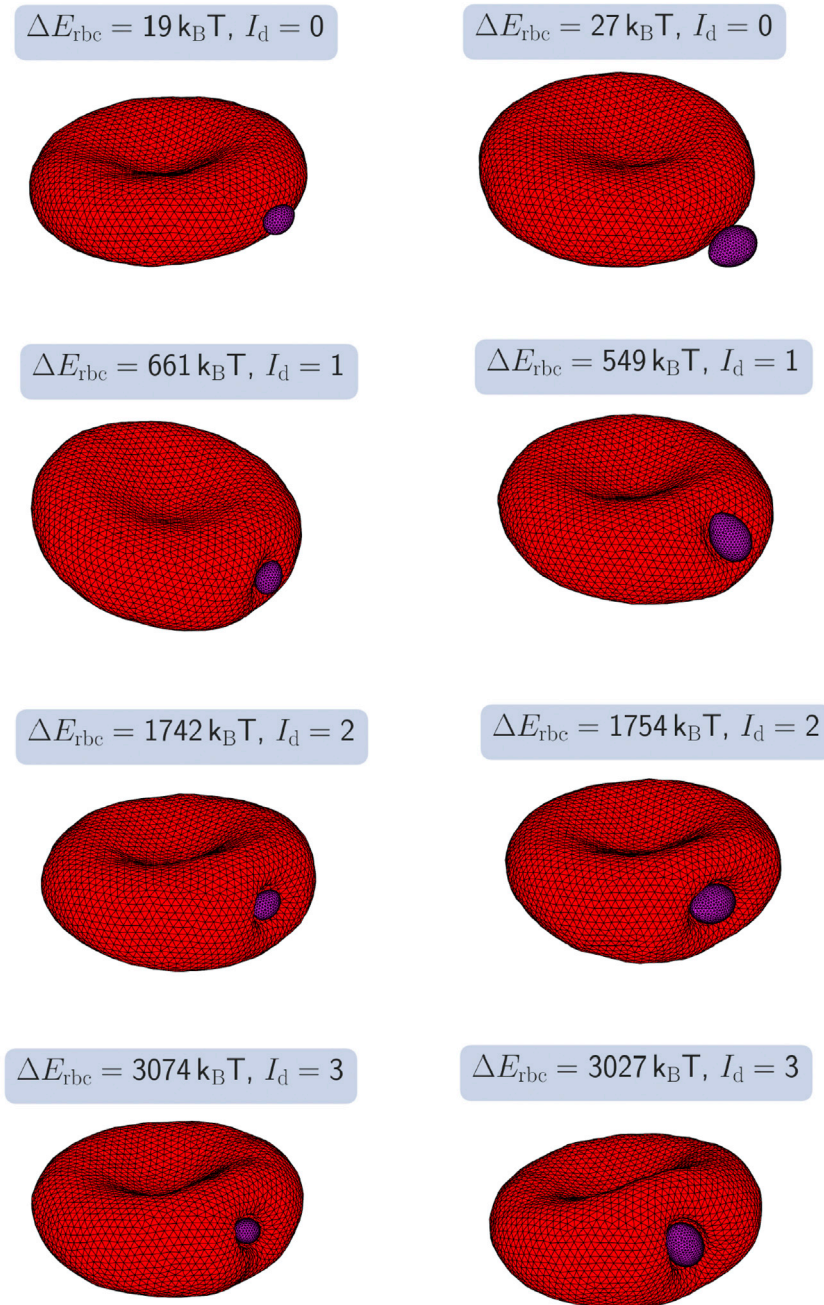 ΔE_rbc = 19 k_BT, I_d = 0
ΔE_rbc = 27 k_BT, I_d = 0
ΔE_rbc = 661 k_BT, I_d = 1
ΔE_rbc = 549 k_BT, I_d = 1
ΔE_rbc = 1742 k_BT, I_d = 2
ΔE_rbc = 1754 k_BT, I_d = 2
ΔE_rbc = 3074 k_BT, I_d = 3
ΔE_rbc = 3027 k_BT, I_d = 3